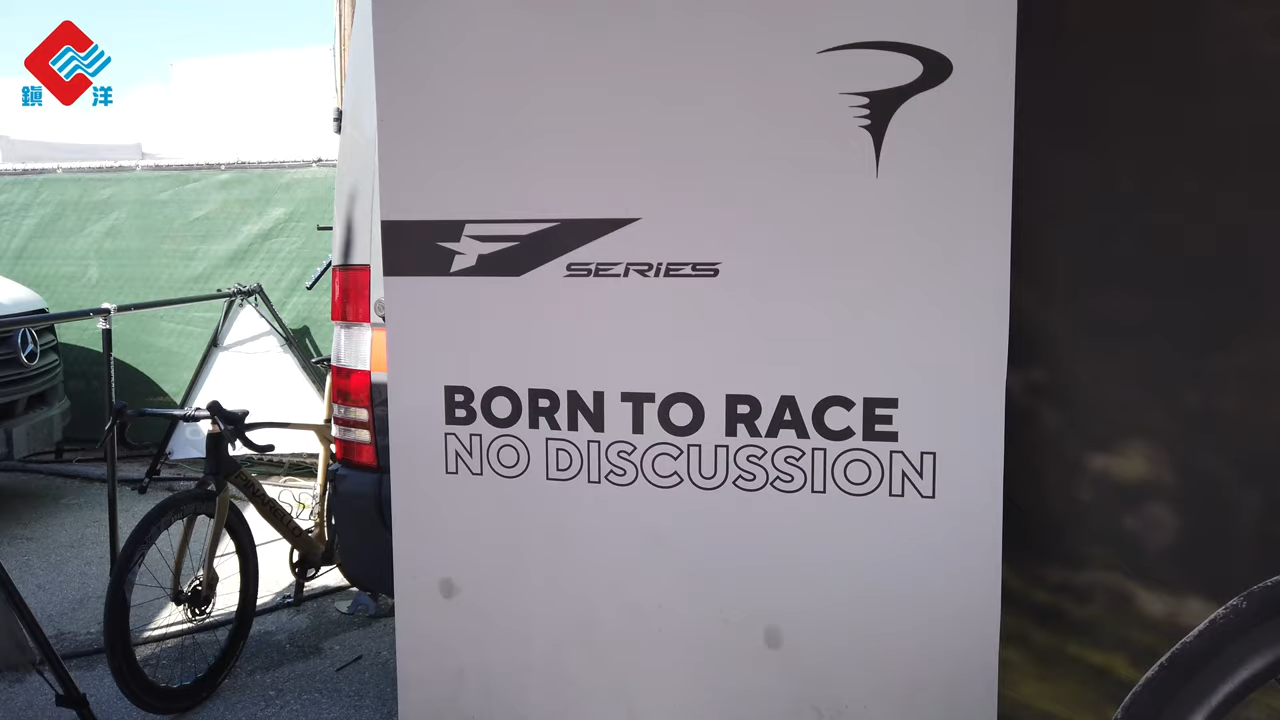 鎮洋
F SERIES
BORN TO RACE
NO DISCUSSION
PINARELLO